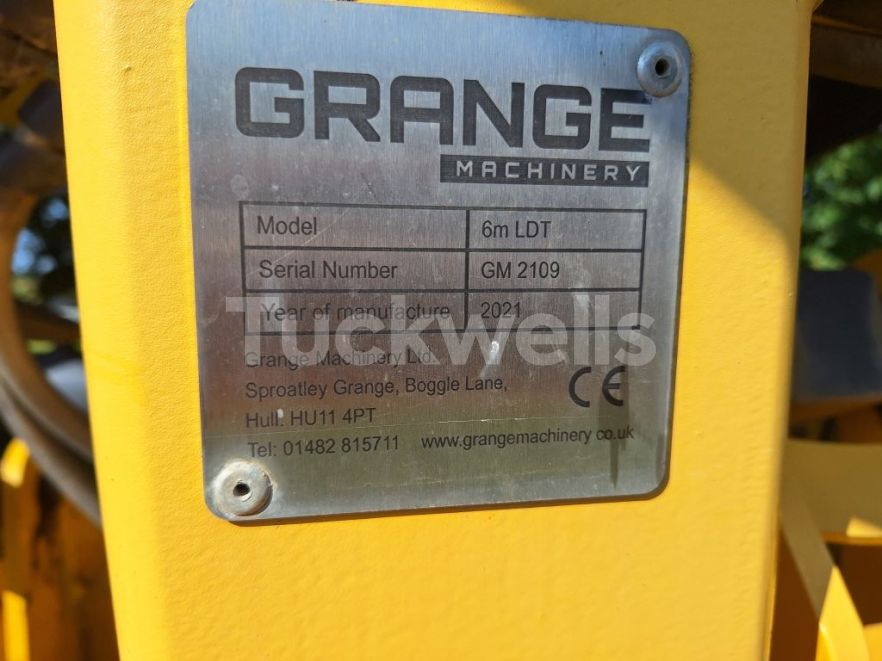 GRANGE
MACHINERY
Model 6m LDT
Serial Number GM 2109
Year of manufacture 2021
Tuckwells
Grange Machinery Ltd.
Sproatley Grange, Boggle Lane,
Hull. HU11 4PT
CE
Tel: 01482 815711 www.grangemachinery.co.uk